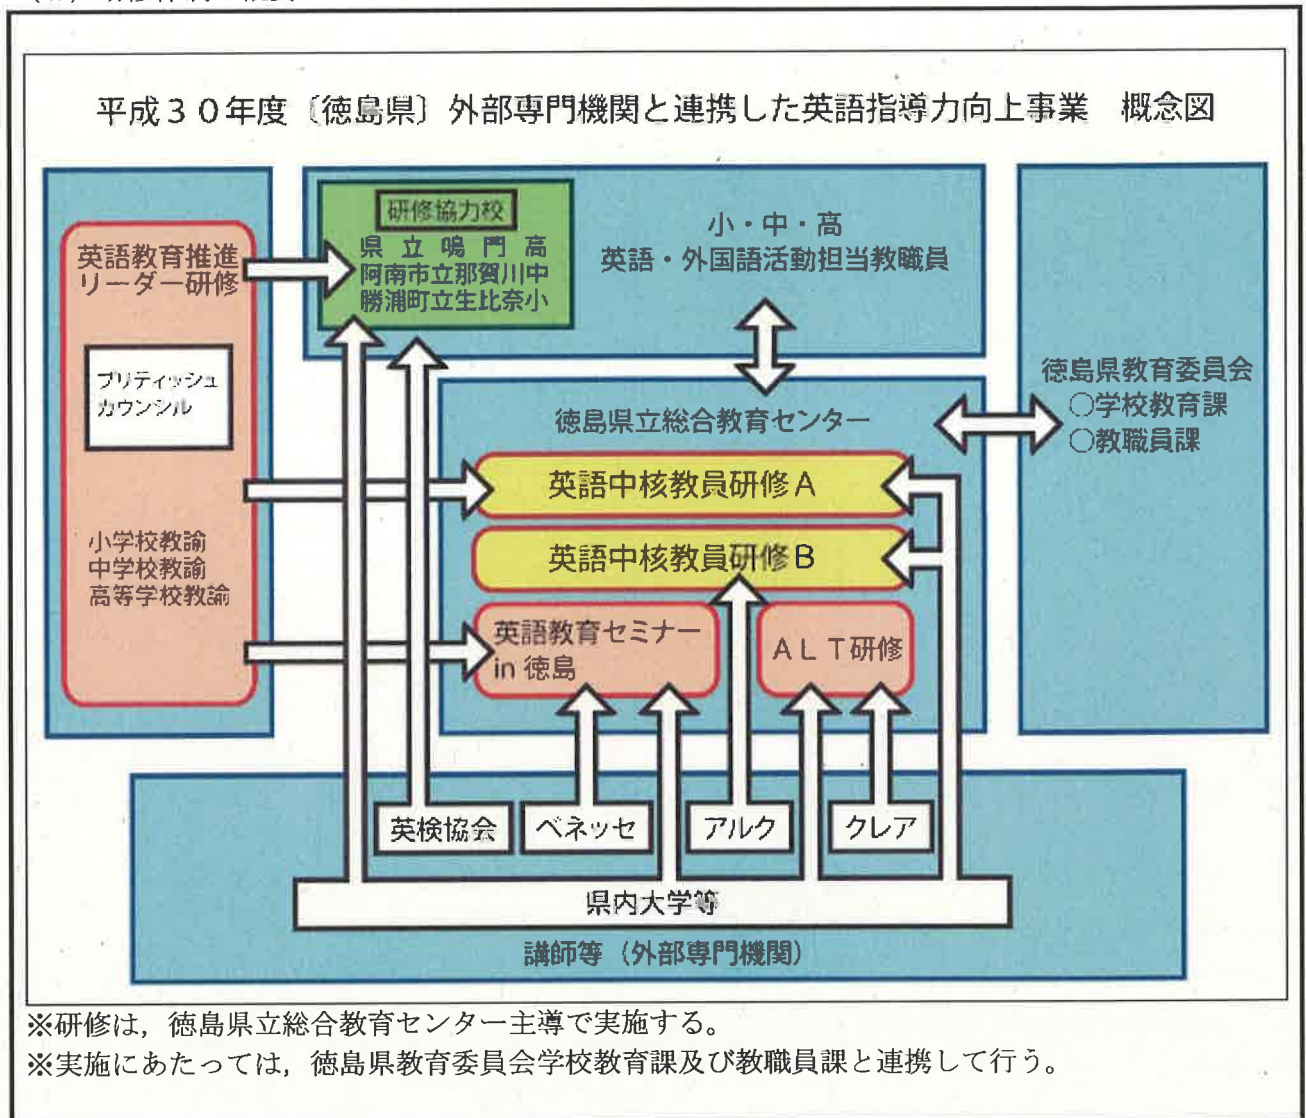 平成３０年度〔徳島県〕外部専門機関と連携した英語指導力向上事業　概念図
英語教育推進
リーダー研修
ブリティッシュ
カウンシル
小学校教諭
中学校教諭
高等学校教諭
研修協力校
県立鳴門高
阿南市立那賀川中
勝浦町立生比奈小
小・中・高
英語・外国語活動担当教職員
徳島県教育委員会
○学校教育課
○教職員課
徳島県立総合教育センター
英語中核教員研修Ａ
英語中核教員研修Ｂ
英語教育セミナー
in 徳島
ＡＬＴ研修
英検協会
ベネッセ
アルク
クレア
県内大学等
講師等（外部専門機関）
※研修は，徳島県立総合教育センター主導で実施する。
※実施にあたっては，徳島県教育委員会学校教育課及び教職員課と連携して行う。